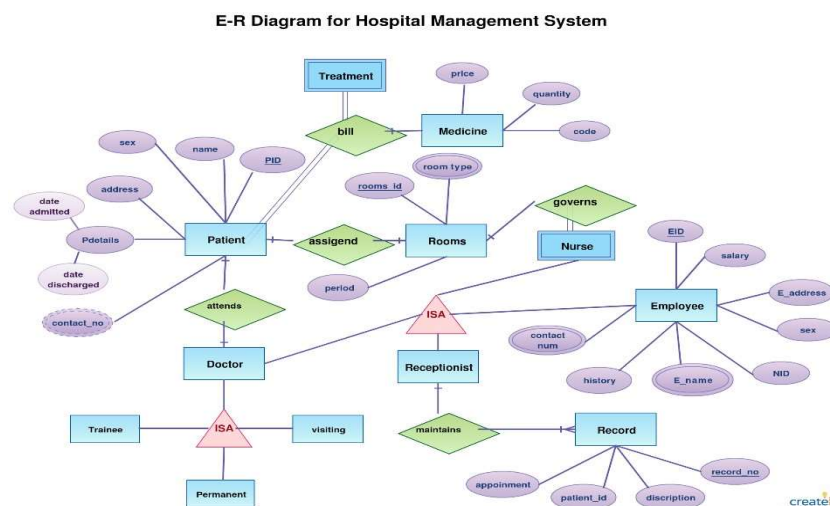 E-R Diagram for Hospital Management System
Treatment
price
quantity
bill
Medicine
code
sex
name
PID
room type
rooms_id
address
date
admitted
governs
Pdetails
Patient
assigend
Rooms
Nurse
EID
salary
date
discharged
period
E_address
attends
ISA
Employee
contact_no
sex
contact
num
Doctor
Receptionist
history
E_name
NID
Trainee
ISA
visiting
maintains
Record
record_no
appoinment
patient_id
discription
Permanent